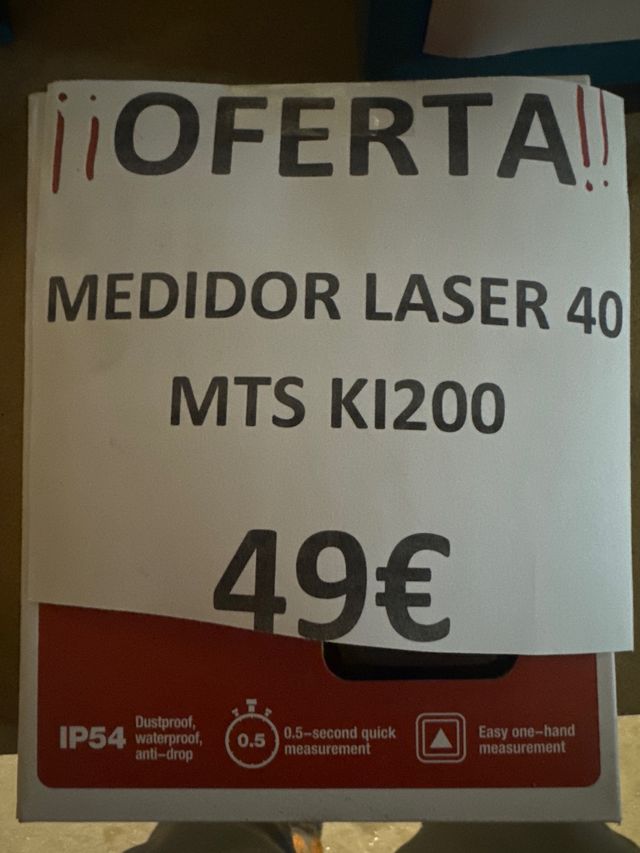 ¡¡OFERTA!!
MEDIDOR LASER 40
MTS KI200
49€
IP54
Dustproof,
waterproof,
anti-drop
0.5
0.5-second quick
measurement
Easy one-hand
measurement